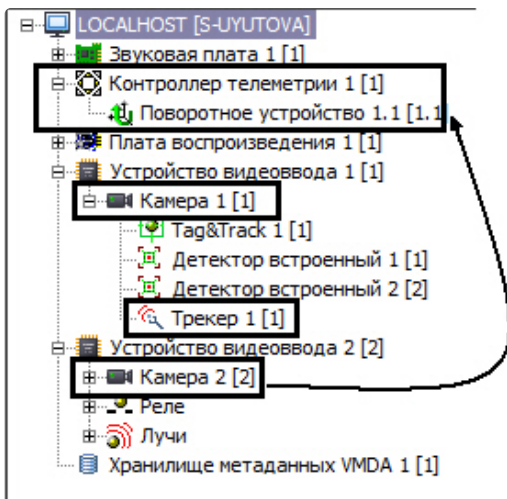 LOCALHOST [S-UYUTOVA]
Звуковая плата 1 [1]
Контроллер телеметрии 1 [1]
Поворотное устройство 1.1 [1.1
Плата воспроизведения 1 [1]
Устройство видеоввода 1 [1]
Камера 1 [1]
Tag&Track 1 [1]
Детектор встроенный 1 [1]
Детектор встроенный 2 [2]
Трекер 1 [1]
Устройство видеоввода 2 [2]
Камера 2 [2]
Реле
Лучи
Хранилище метаданных VMDA 1 [1]